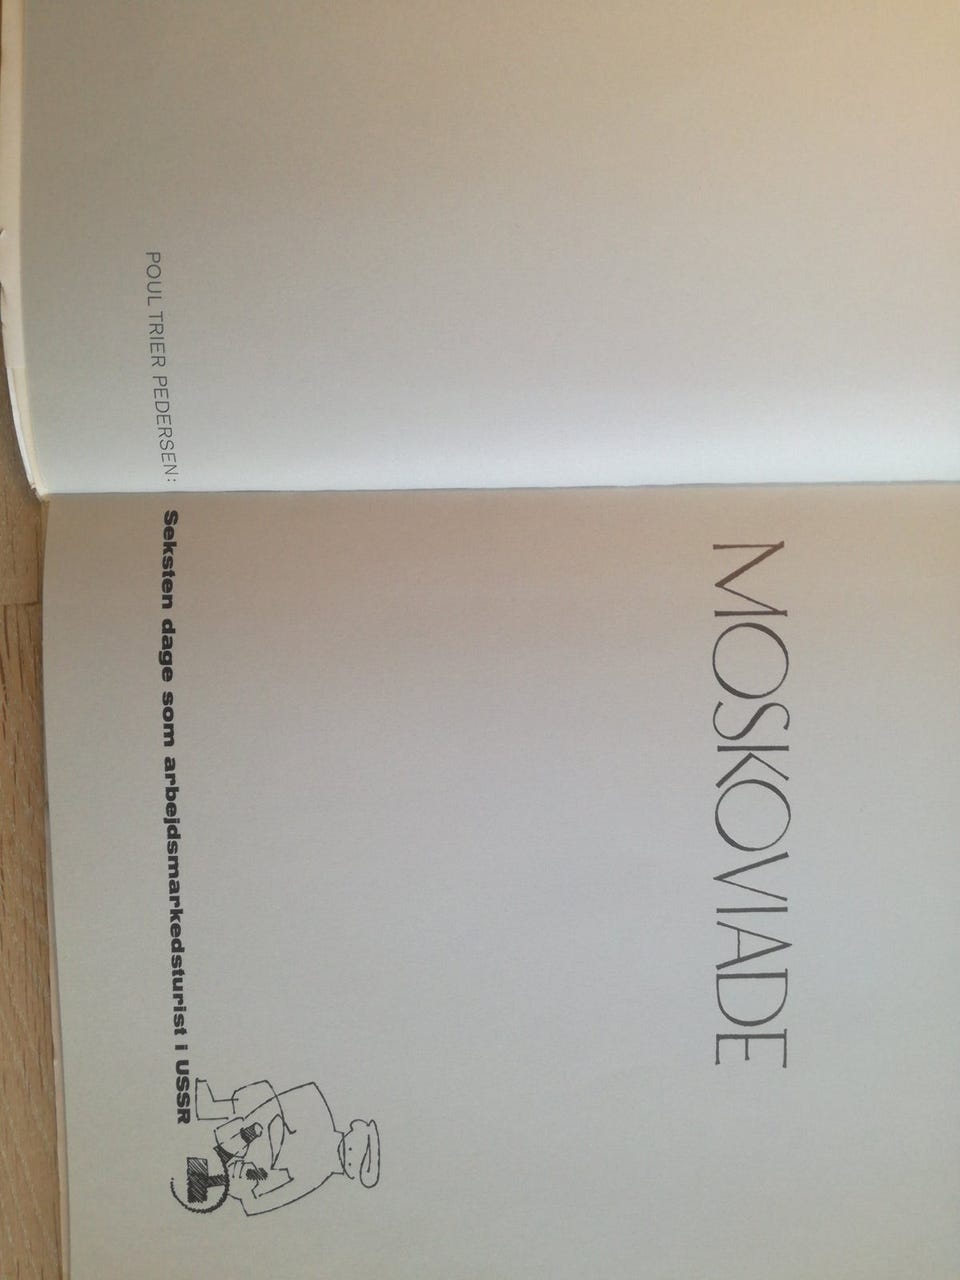 MOSKOVIADE
POUL TRIER PEDERSEN: Seksten dage som arbejdsmarkedsturist i USSR